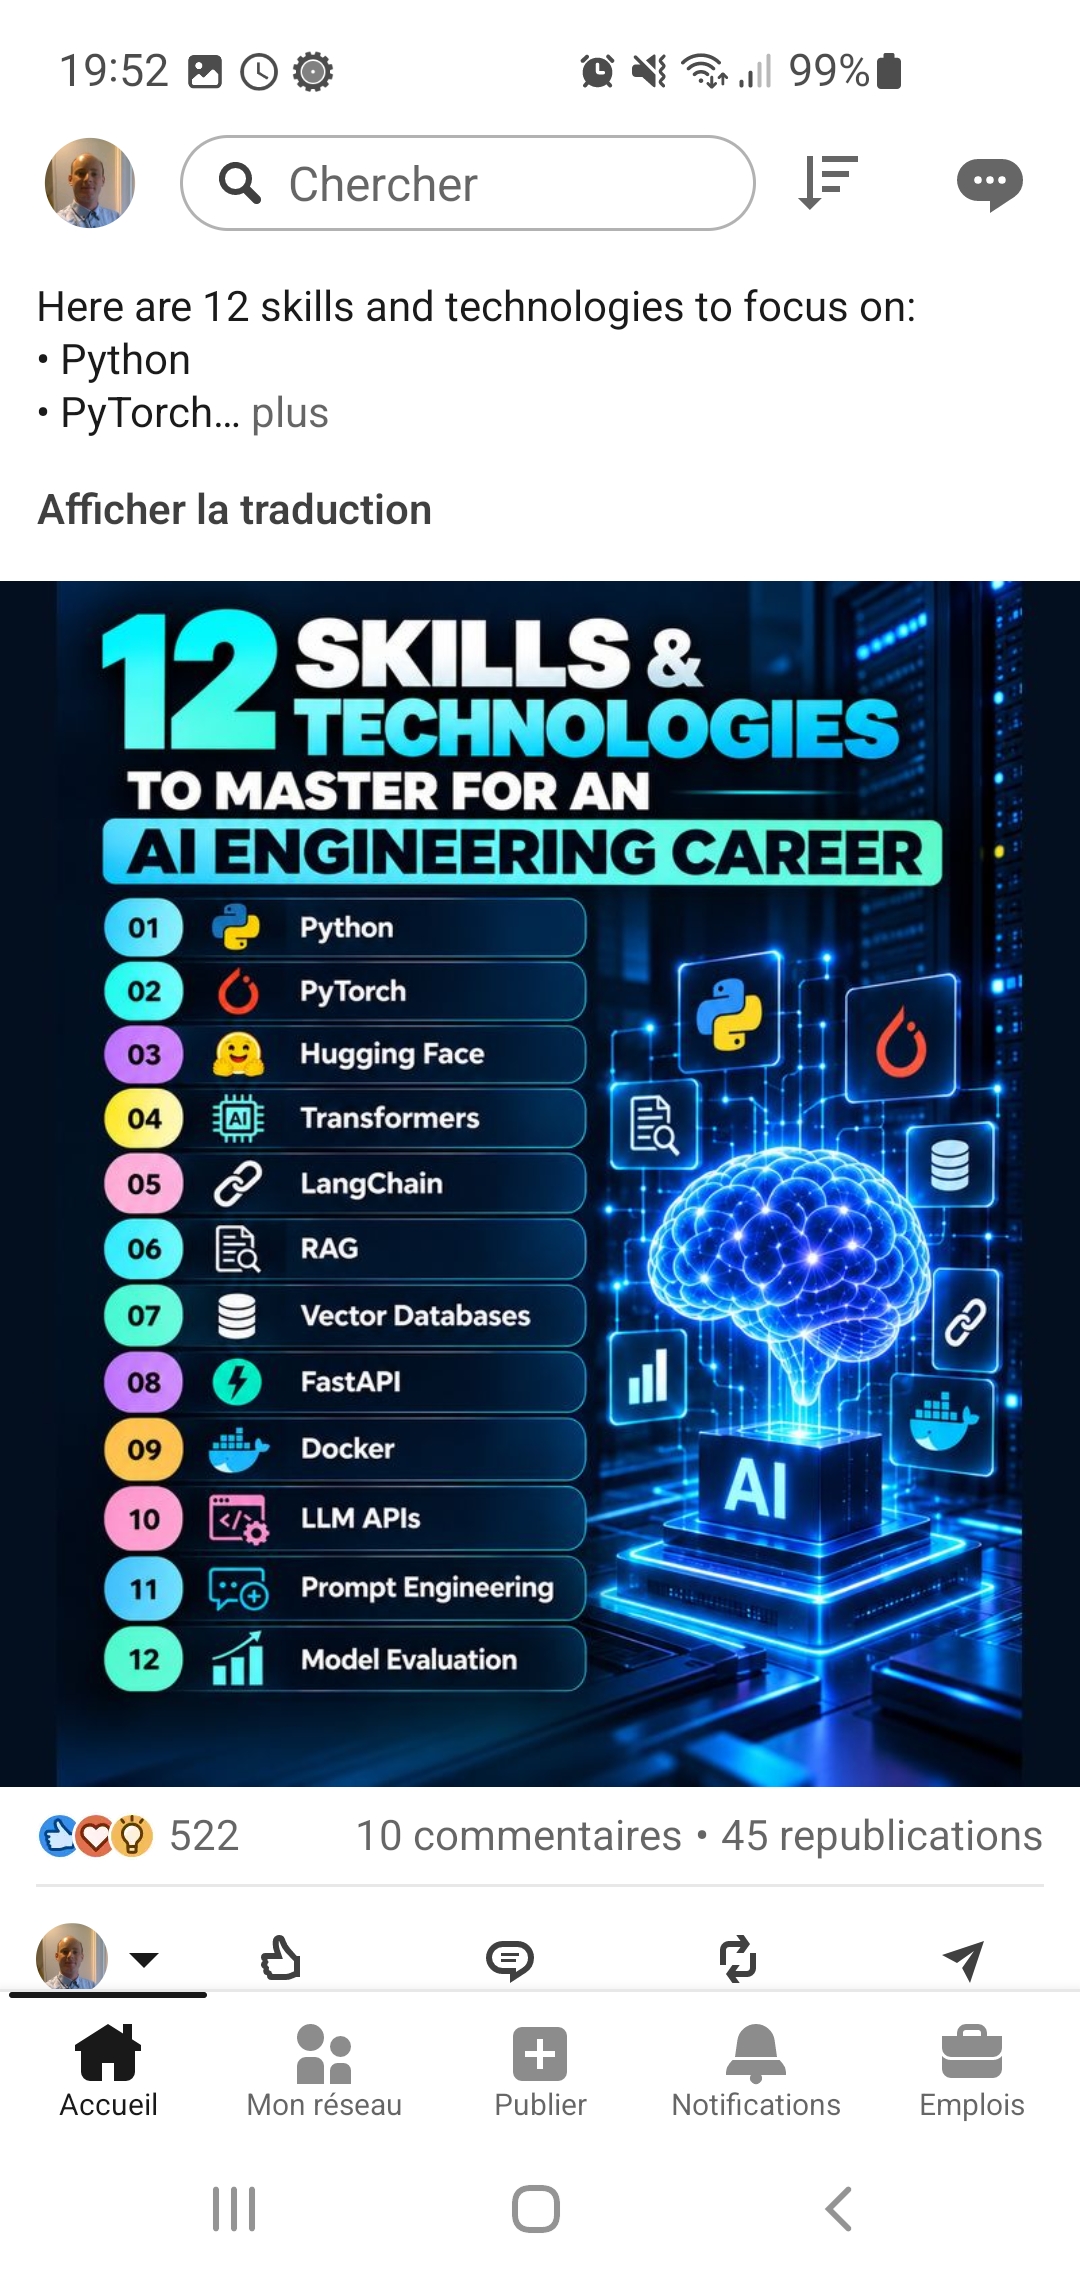 19:52
99%
Chercher
Here are 12 skills and technologies to focus on:
• Python
• PyTorch... plus
Afficher la traduction
12 SKILLS &
TECHNOLOGIES
TO MASTER FOR AN
AI ENGINEERING CAREER
01 Python
02 PyTorch
03 Hugging Face
04 AI Transformers
05 LangChain
06 RAG
07 Vector Databases
08 FastAPI
09 Docker
10 </> LLM APIs
11 Prompt Engineering
12 Model Evaluation
AI
522
10 commentaires • 45 republications
Accueil
Mon réseau
Publier
Notifications
Emplois